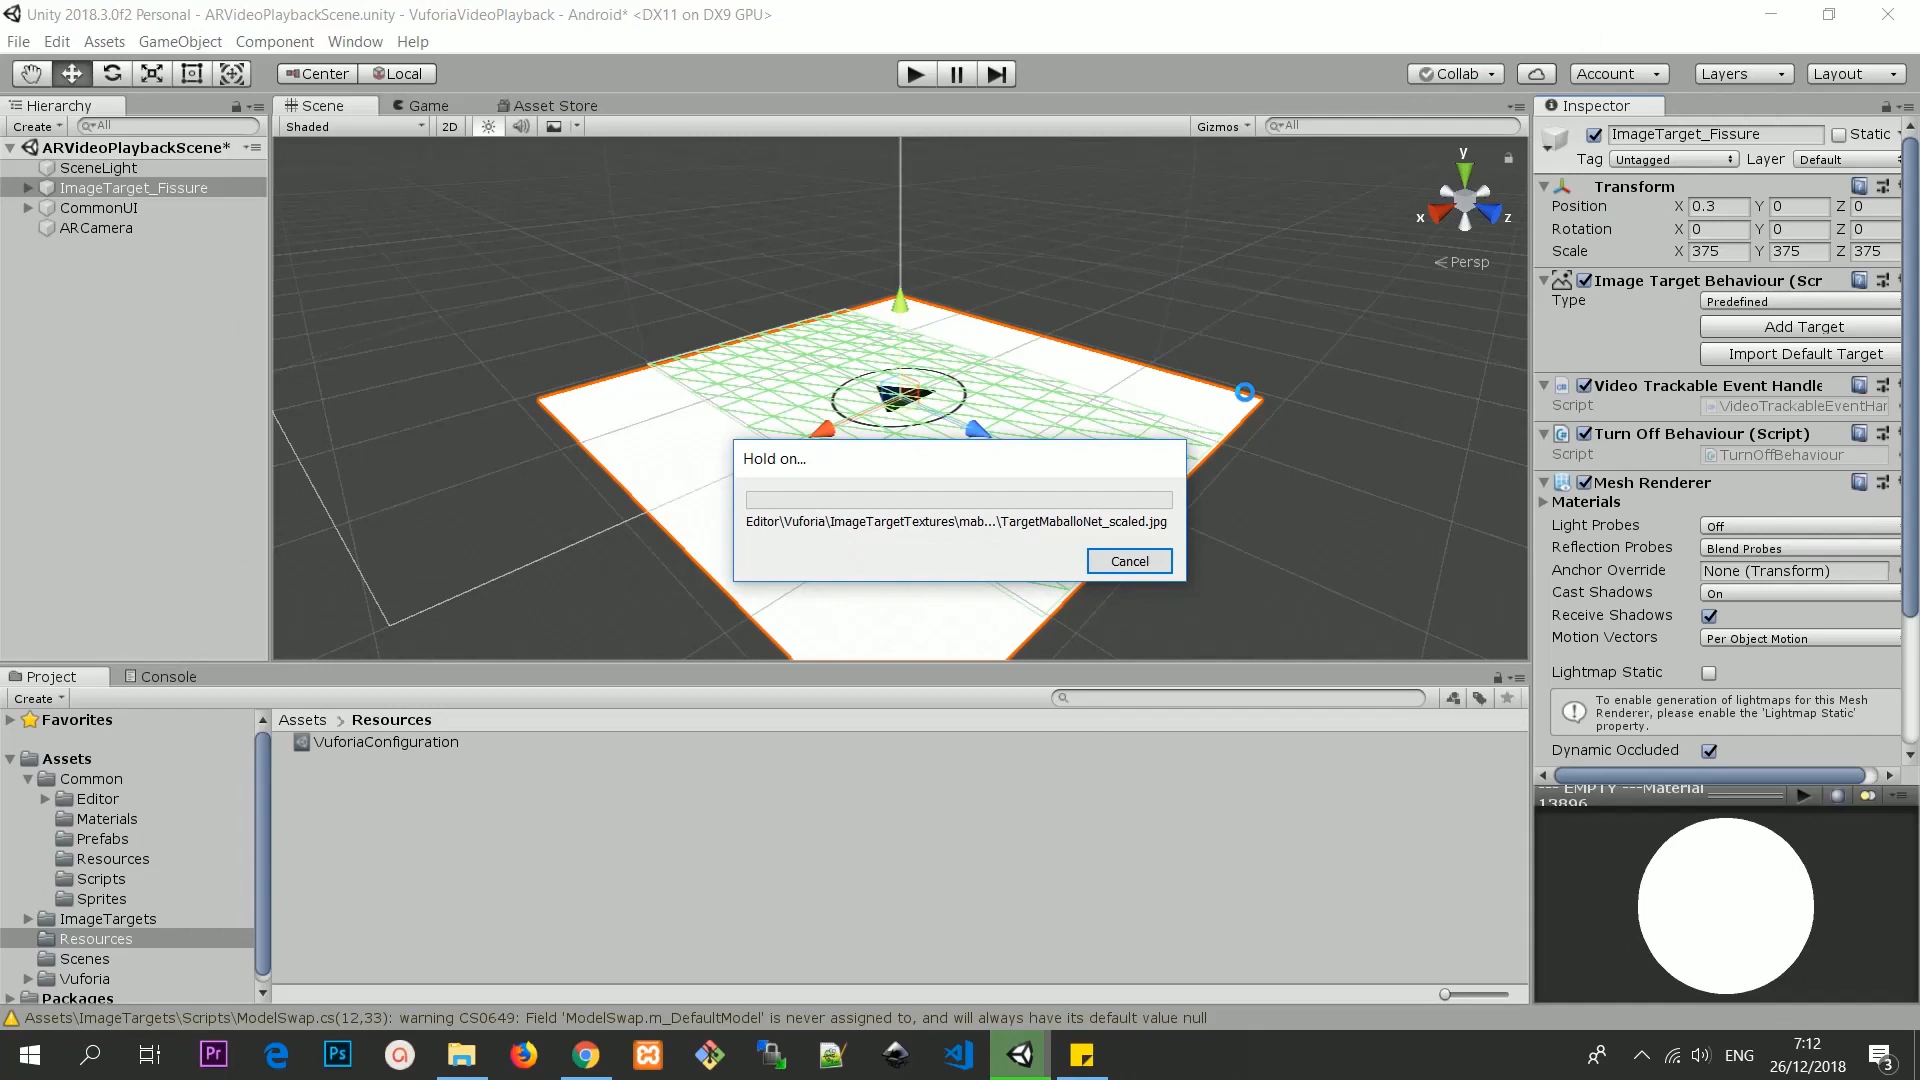 Unity 2018.3.0f2 Personal - ARVideoPlaybackScene.unity - VuforiaVideoPlayback - Android* <DX11 on DX9 GPU>
File Edit Assets GameObject Component Window Help
Center Local Collab Account Layers Layout
Hierarchy
Create All
ARVideoPlaybackScene*
SceneLight
ImageTarget_Fissure
CommonUI
ARCamera
Scene Game Asset Store
Shaded 2D Gizmos All
y
x z
Persp
Hold on...
Editor\Vuforia\ImageTargetTextures\mab...\TargetMaballoNet_scaled.jpg
Cancel
Inspector
ImageTarget_Fissure Static
Tag Untagged Layer Default
Transform
Position X 0.3 Y 0 Z 0
Rotation X 0 Y 0 Z 0
Scale X 375 Y 375 Z 375
Image Target Behaviour (Scr
Type Predefined
Add Target
Import Default Target
Video Trackable Event Handle
Script VideoTrackableEventHar
Turn Off Behaviour (Script)
Script TurnOffBehaviour
Mesh Renderer
Materials
Light Probes Off
Reflection Probes Blend Probes
Anchor Override None (Transform)
Cast Shadows On
Receive Shadows
Motion Vectors Per Object Motion
Lightmap Static
To enable generation of lightmaps for this Mesh
Renderer, please enable the 'Lightmap Static'
property.
Dynamic Occluded
--- EMPTY ---Material
13896
Project Console
Create
Favorites
Assets
Common
Editor
Materials
Prefabs
Resources
Scripts
Sprites
ImageTargets
Resources
Scenes
Vuforia
Packages
Assets > Resources
VuforiaConfiguration
Assets\ImageTargets\Scripts\ModelSwap.cs(12,33): warning CS0649: Field 'ModelSwap.m_DefaultModel' is never assigned to, and will always have its default value null
Pr Ps ENG
7:12
26/12/2018
3